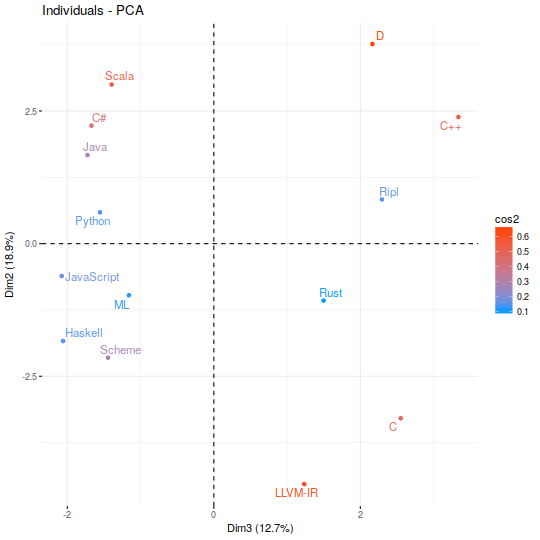 Individuals - PCA
D
Scala
C++
C#
Java
Ripl
Python
JavaScript
ML
Rust
Haskell
Scheme
C
LLVM-IR
2.5
0.0
-2.5
-2
0
2
Dim2 (18.9%)
Dim3 (12.7%)
cos2
0.6
0.5
0.4
0.3
0.2
0.1